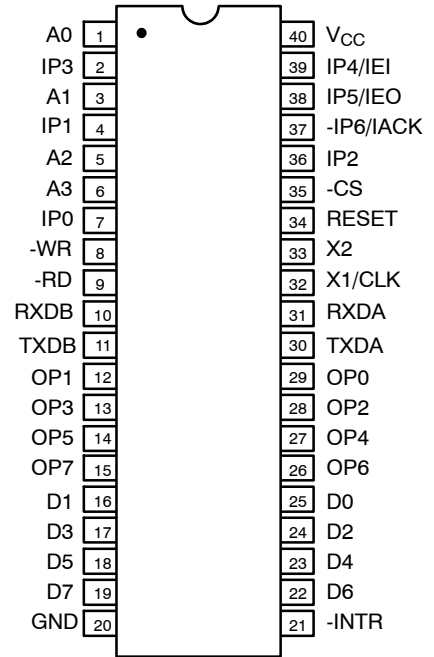 A0 1 40 VCC
IP3 2 39 IP4/IEI
A1 3 38 IP5/IEO
IP1 4 37 -IP6/IACK
A2 5 36 IP2
A3 6 35 -CS
IP0 7 34 RESET
-WR 8 33 X2
-RD 9 32 X1/CLK
RXDB 10 31 RXDA
TXDB 11 30 TXDA
OP1 12 29 OP0
OP3 13 28 OP2
OP5 14 27 OP4
OP7 15 26 OP6
D1 16 25 D0
D3 17 24 D2
D5 18 23 D4
D7 19 22 D6
GND 20 21 -INTR